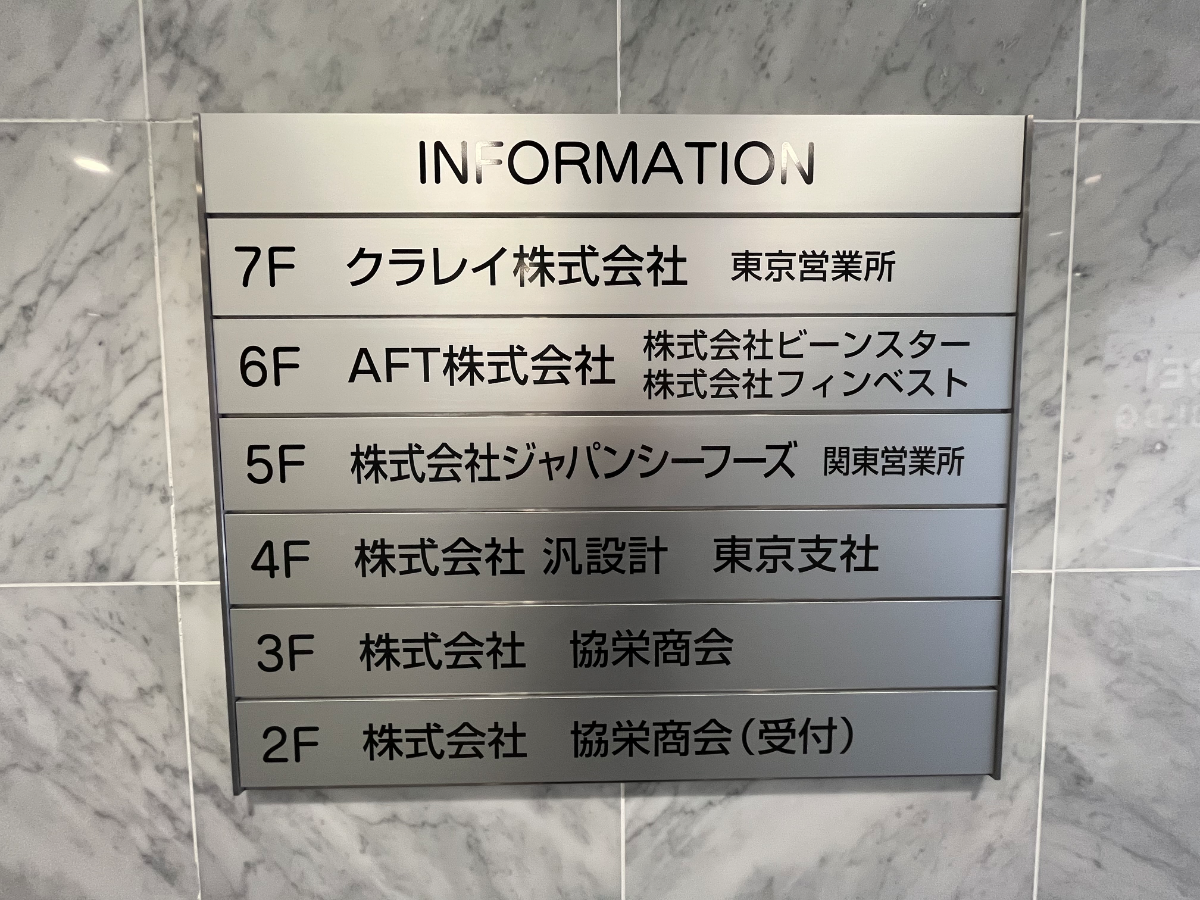 INFORMATION
7F クラレイ株式会社 東京営業所
6F AFT株式会社 株式会社ビーンスター
株式会社フィンベスト
5F 株式会社ジャパンシーフーズ 関東営業所
4F 株式会社 汎設計 東京支社
3F 株式会社 協栄商会
2F 株式会社 協栄商会(受付)